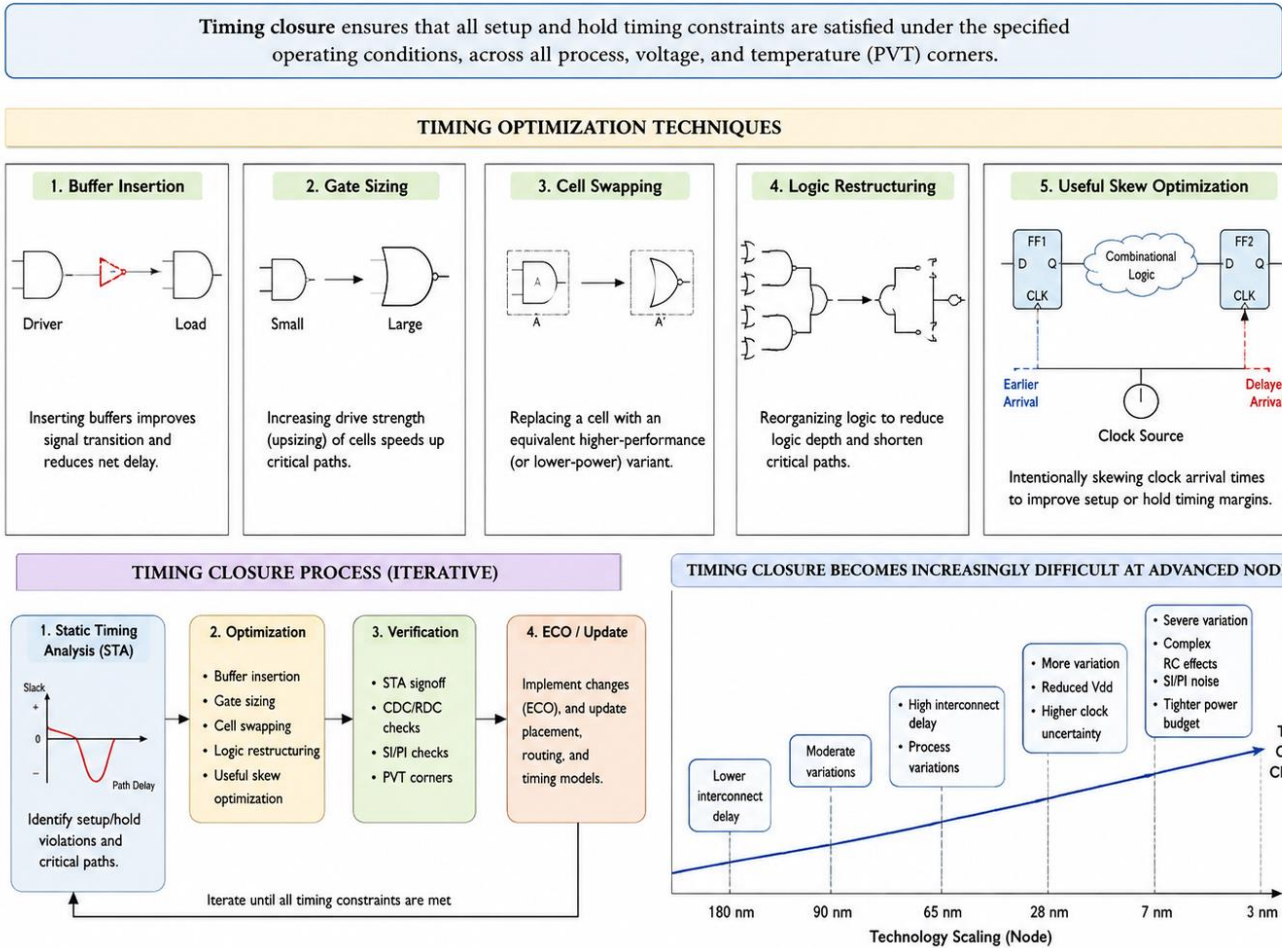 Timing closure ensures that all setup and hold timing constraints are satisfied under the specified
operating conditions, across all process, voltage, and temperature (PVT) corners.
TIMING OPTIMIZATION TECHNIQUES
1. Buffer Insertion
Driver
Load
Inserting buffers improves
signal transition and
reduces net delay.
2. Gate Sizing
Small
Large
Increasing drive strength
(upsizing) of cells speeds up
critical paths.
3. Cell Swapping
A
A
A'
Replacing a cell with an
equivalent higher-performance
(or lower-power) variant.
4. Logic Restructuring
Reorganizing logic to reduce
logic depth and shorten
critical paths.
5. Useful Skew Optimization
FF1
D Q
CLK
Combinational
Logic
FF2
D Q
CLK
Earlier
Arrival
Delaye
Arriva
Clock Source
Intentionally skewing clock arrival times
to improve setup or hold timing margins.
TIMING CLOSURE PROCESS (ITERATIVE)
1. Static Timing
Analysis (STA)
Slack
+
0
−
Path Delay
Identify setup/hold
violations and
critical paths.
2. Optimization
• Buffer insertion
• Gate sizing
• Cell swapping
• Logic restructuring
• Useful skew
optimization
3. Verification
• STA signoff
• CDC/RDC
checks
• SI/PI checks
• PVT corners
4. ECO / Update
Implement changes
(ECO), and update
placement,
routing, and
timing models.
Iterate until all timing constraints are met
TIMING CLOSURE BECOMES INCREASINGLY DIFFICULT AT ADVANCED NOD
Lower
interconnect
delay
Moderate
variations
• High interconnect
delay
• Process
variations
• More variation
• Reduced Vdd
• Higher clock
uncertainty
• Severe variation
• Complex
RC effects
• SI/PI noise
• Tighter power
budget
180 nm
90 nm
65 nm
28 nm
7 nm
3 nm
Technology Scaling (Node)